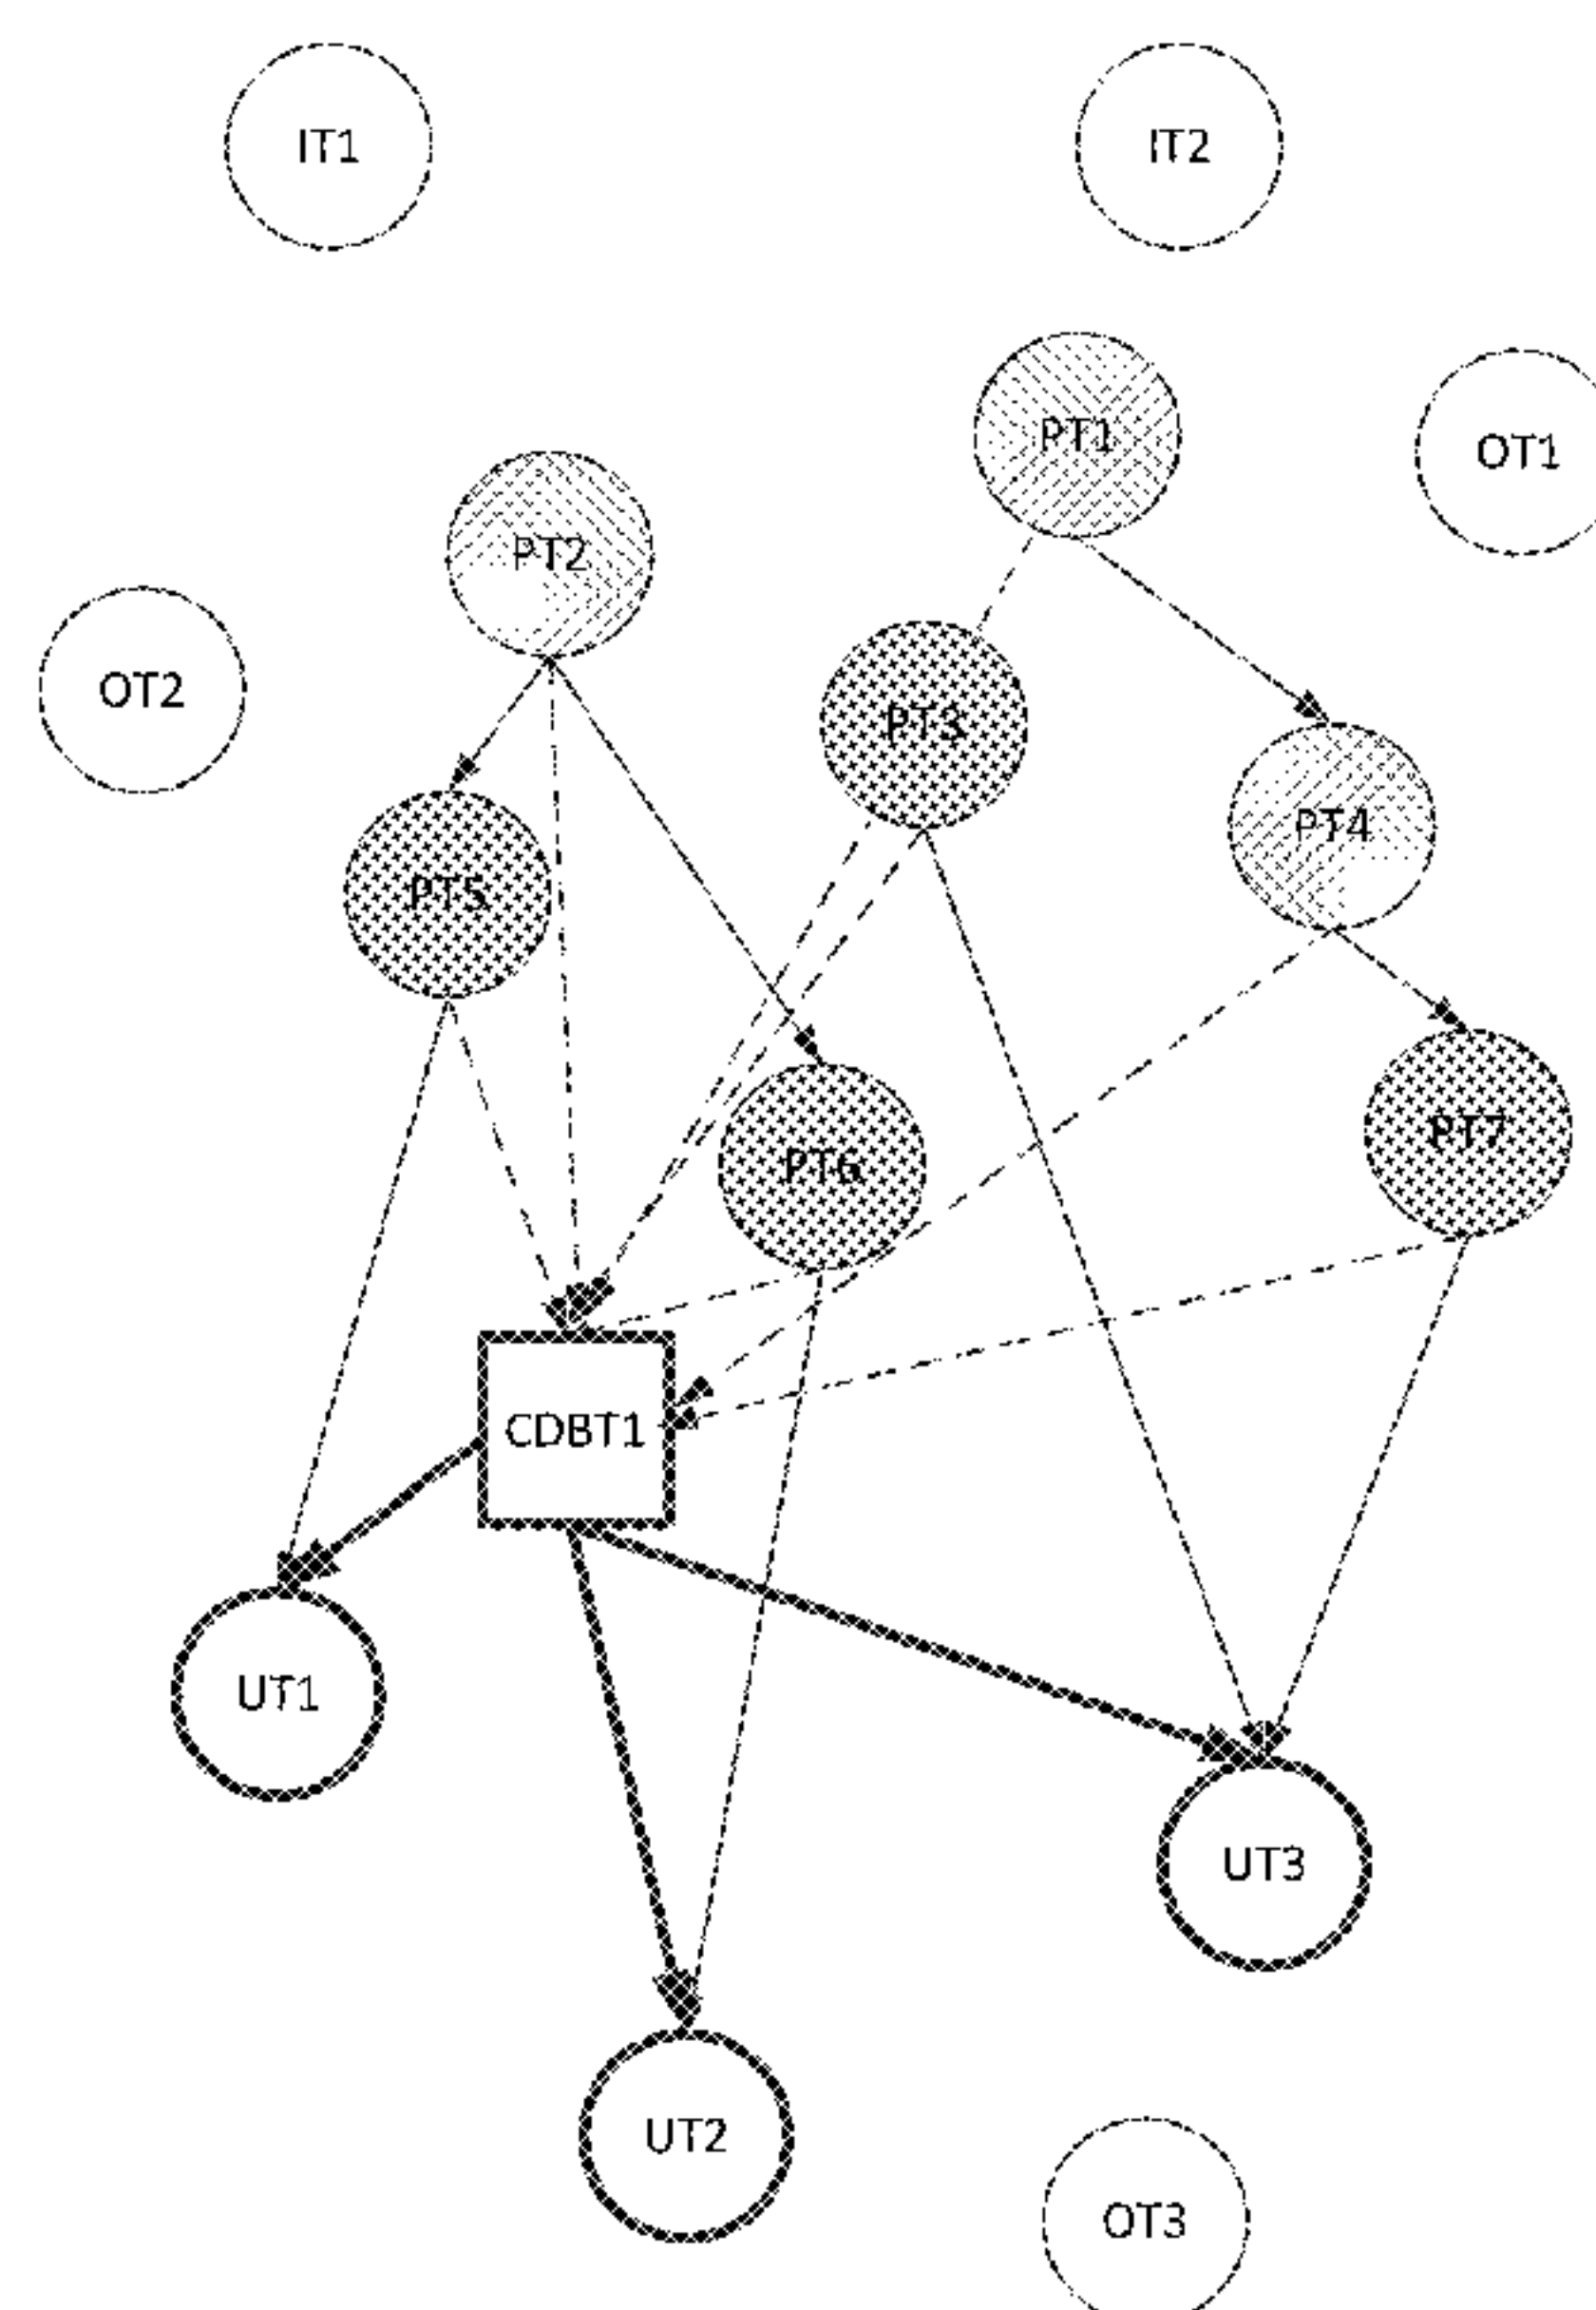 IT1
IT2
PT1
OT1
PT2
OT2
PT3
PT4
PT5
PT7
PT6
CDBT1
UT1
UT3
UT2
OT3